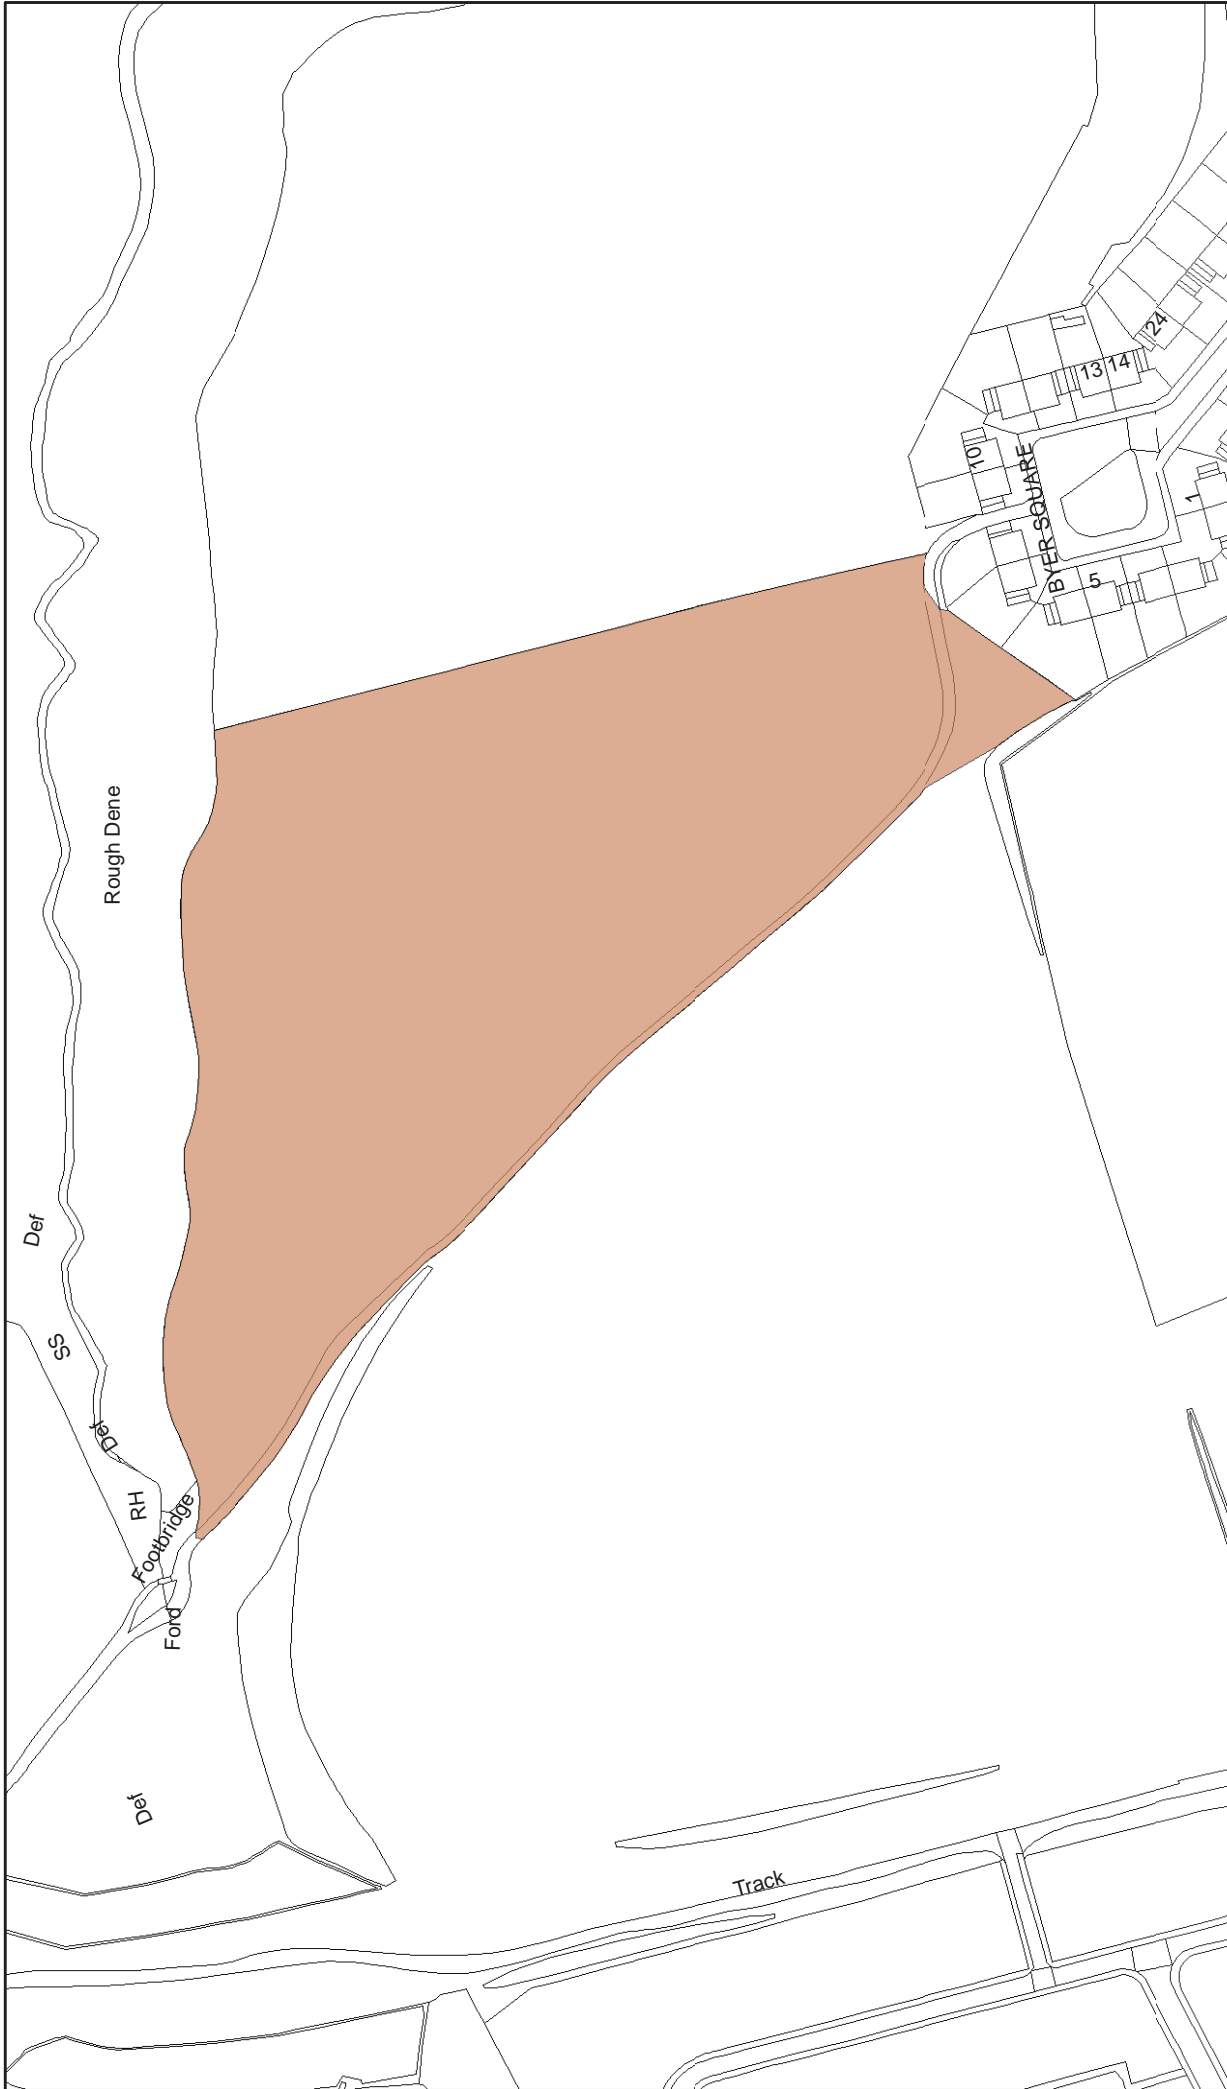 24
13 14
10
BYER SQUARE
1
5
Rough Dene
Def
SS
Def
RH
Footbridge
Ford
Def
Track